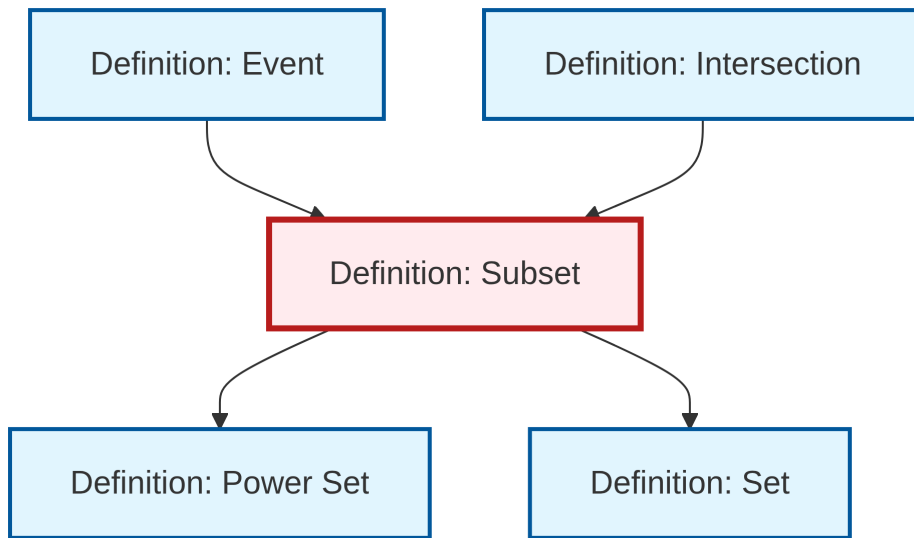 Definition: Event
Definition: Intersection
Definition: Subset
Definition: Power Set
Definition: Set